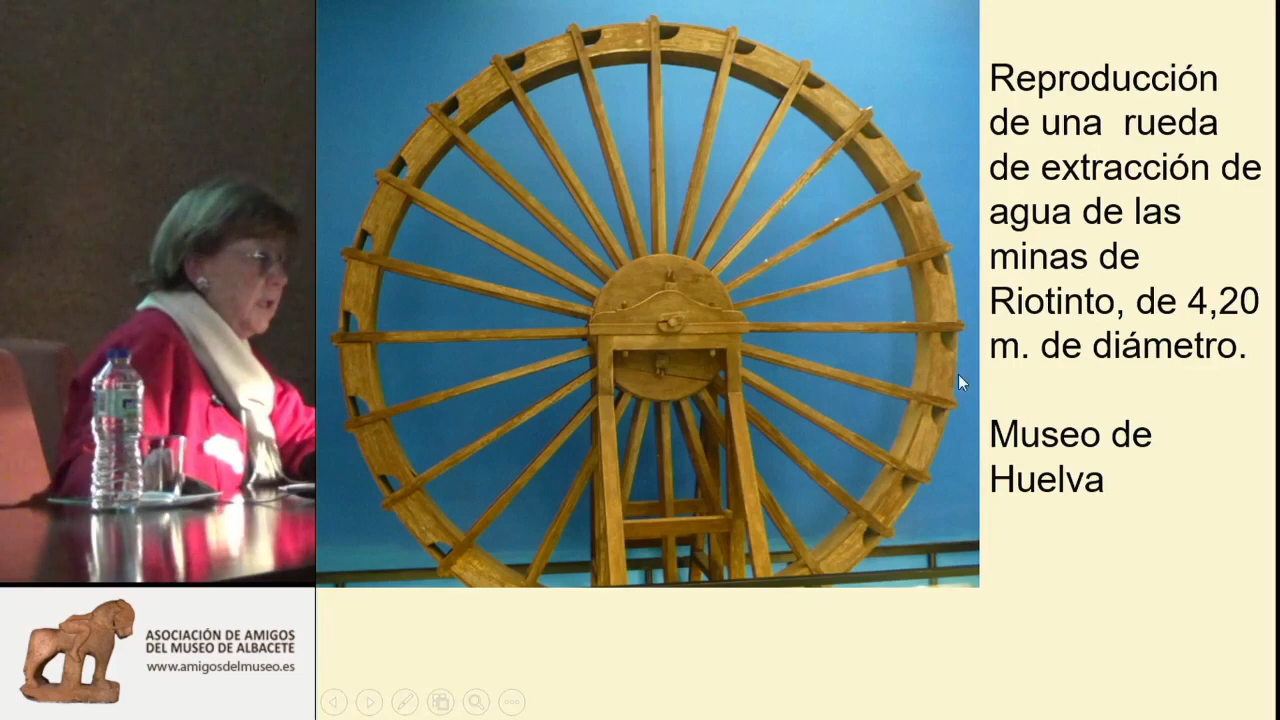 Reproducción
de una rueda
de extracción de
agua de las
minas de
Riotinto, de 4,20
m. de diámetro.
Museo de
Huelva
ASOCIACIÓN DE AMIGOS
DEL MUSEO DE ALBACETE
www.amigosdelmuseo.es